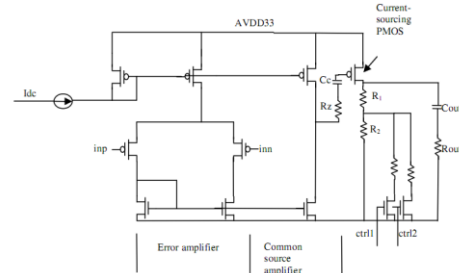 Current-
sourcing
PMOS
AVDD33
Idc
Cc
Rz
R₁
R₂
Cou
Rou
inp
inn
ctrl1
ctrl2
Error amplifier
Common
source
amplifier